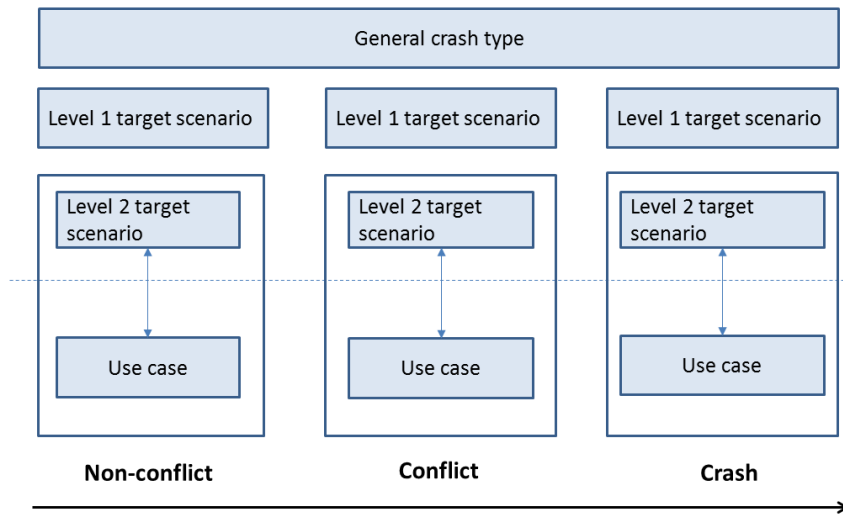 General crash type
Level 1 target scenario
Level 1 target scenario
Level 1 target scenario
Level 2 target
scenario
Level 2 target
scenario
Level 2 target
scenario
Use case
Use case
Use case
Non-conflict
Conflict
Crash